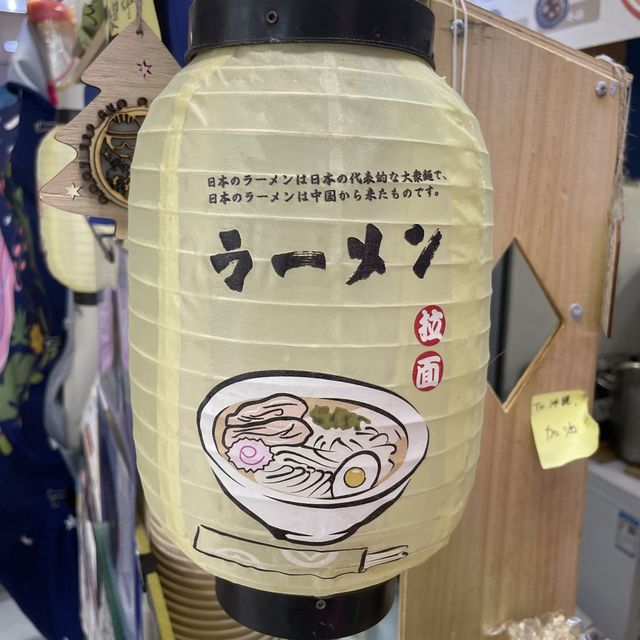 日本のラーメンは日本の代表的な大衆麺で、
日本のラーメンは中国から来たものです。
ラーメン
拉
面